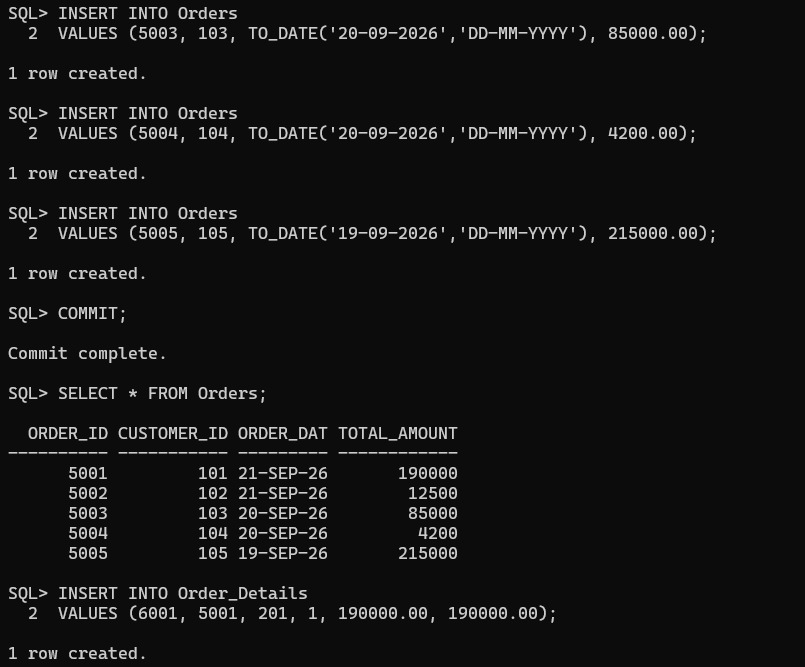 SQL> INSERT INTO Orders
  2  VALUES (5003, 103, TO_DATE('20-09-2026','DD-MM-YYYY'), 85000.00);
1 row created.
SQL> INSERT INTO Orders
  2  VALUES (5004, 104, TO_DATE('20-09-2026','DD-MM-YYYY'), 4200.00);
1 row created.
SQL> INSERT INTO Orders
  2  VALUES (5005, 105, TO_DATE('19-09-2026','DD-MM-YYYY'), 215000.00);
1 row created.
SQL> COMMIT;
Commit complete.
SQL> SELECT * FROM Orders;
  ORDER_ID CUSTOMER_ID ORDER_DAT TOTAL_AMOUNT
---------- ----------- --------- ------------
      5001         101 21-SEP-26       190000
      5002         102 21-SEP-26        12500
      5003         103 20-SEP-26        85000
      5004         104 20-SEP-26         4200
      5005         105 19-SEP-26       215000
SQL> INSERT INTO Order_Details
  2  VALUES (6001, 5001, 201, 1, 190000.00, 190000.00);
1 row created.